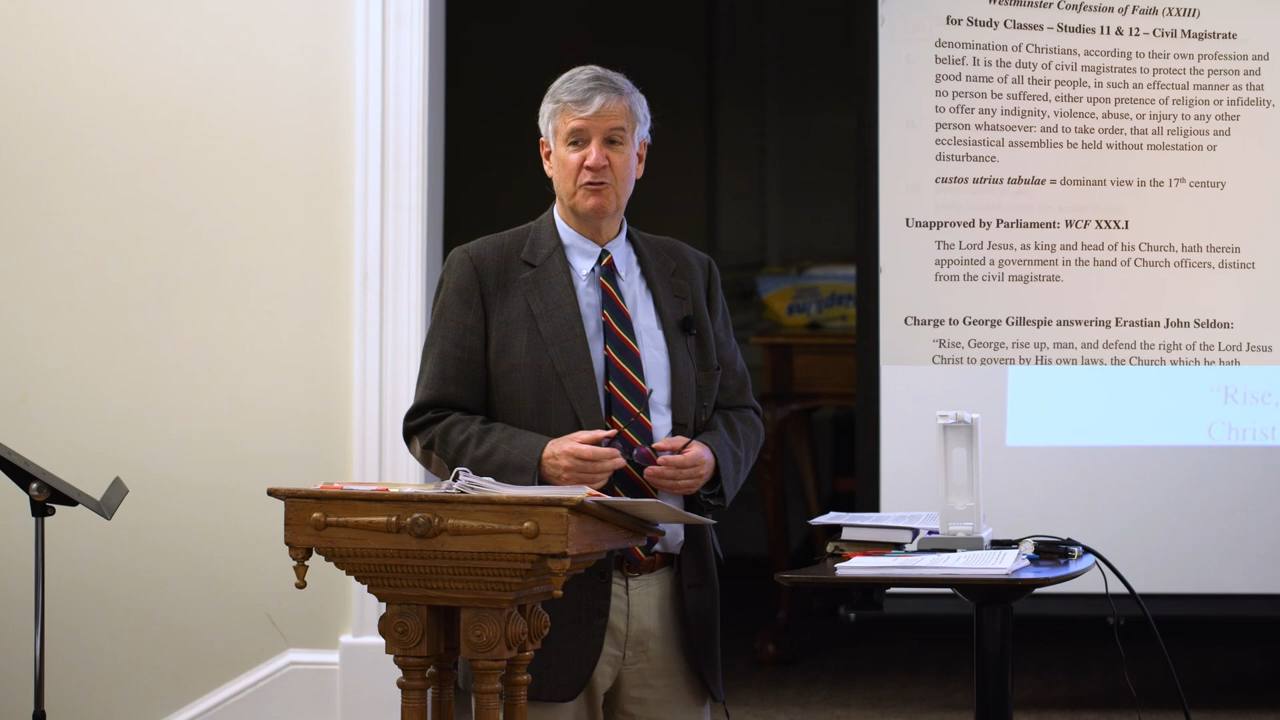 Westminster Confession of Faith (XXIII)
for Study Classes – Studies 11 & 12 – Civil Magistrate
denomination of Christians, according to their own profession and
belief. It is the duty of civil magistrates to protect the person and
good name of all their people, in such an effectual manner as that
no person be suffered, either upon pretence of religion or infidelity,
to offer any indignity, violence, abuse, or injury to any other
person whatsoever: and to take order, that all religious and
ecclesiastical assemblies be held without molestation or
disturbance.
custos utrius tabulae = dominant view in the 17th century
Unapproved by Parliament: WCF XXX.I
The Lord Jesus, as king and head of his Church, hath therein
appointed a government in the hand of Church officers, distinct
from the civil magistrate.
Charge to George Gillespie answering Erastian John Seldon:
“Rise, George, rise up, man, and defend the right of the Lord Jesus
Christ to govern by His own laws, the Church which he hath
“Rise,
Christ
Napkins